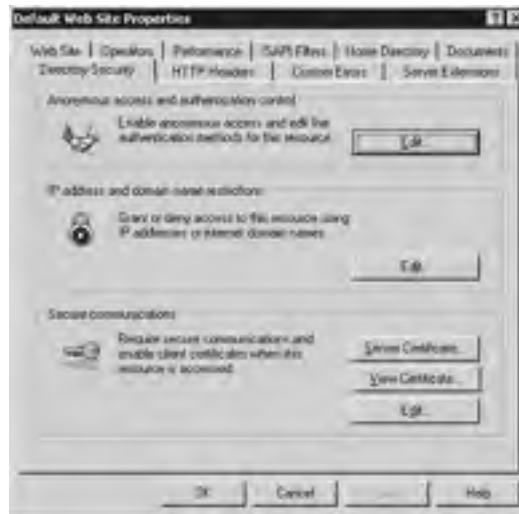 Default Web Site Properties
Web Site Operators Performance ISAPI Filters Home Directory Documents
Directory Security HTTP Headers Custom Errors Server Extensions
Anonymous access and authentication control
Enable anonymous access and edit the
authentication methods for this resource.
Edit...
IP address and domain name restrictions
Grant or deny access to this resource using
IP addresses or internet domain names.
Edit...
Secure communications
Require secure communications and
enable client certificates when this
resource is accessed.
Server Certificate...
View Certificate...
Edit...
OK Cancel Help